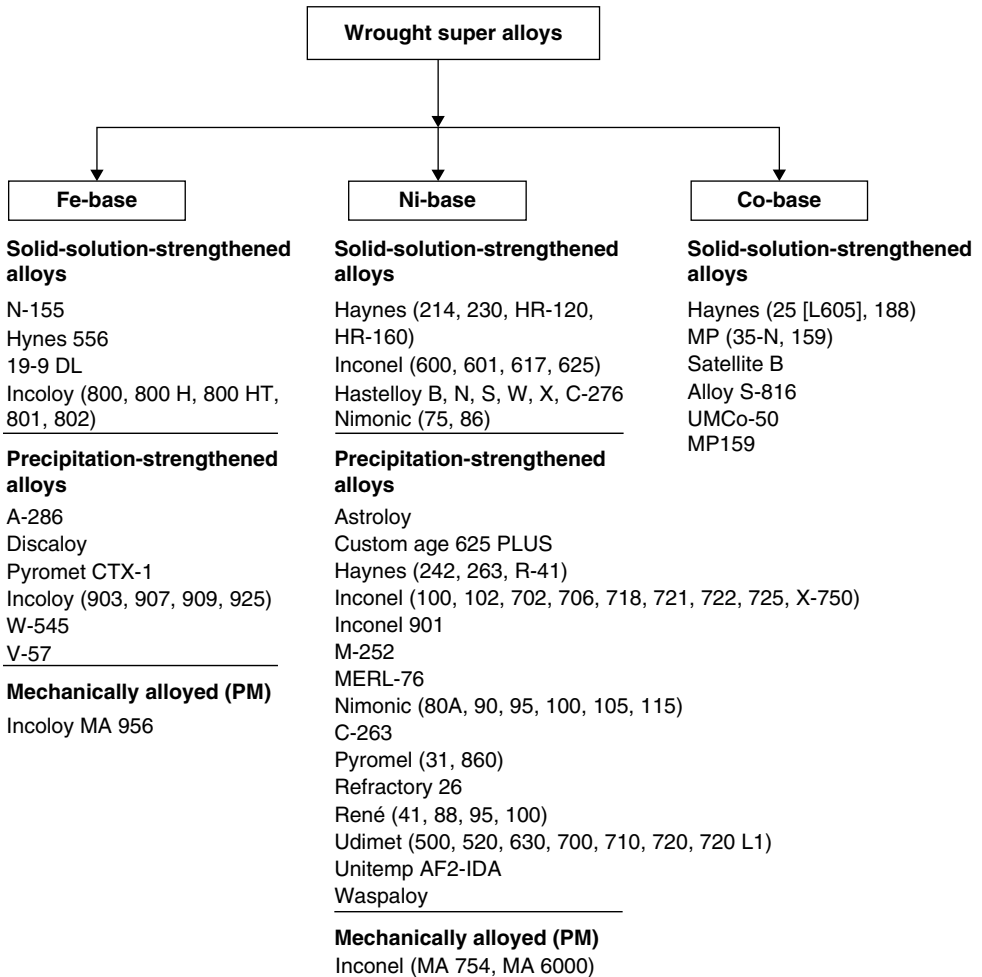 Wrought super alloys
Fe-base
Solid-solution-strengthened
alloys
N-155
Hynes 556
19-9 DL
Incoloy (800, 800 H, 800 HT,
801, 802)
Precipitation-strengthened
alloys
A-286
Discaloy
Pyromet CTX-1
Incoloy (903, 907, 909, 925)
W-545
V-57
Mechanically alloyed (PM)
Incoloy MA 956
Ni-base
Solid-solution-strengthened
alloys
Haynes (214, 230, HR-120,
HR-160)
Inconel (600, 601, 617, 625)
Hastelloy B, N, S, W, X, C-276
Nimonic (75, 86)
Precipitation-strengthened
alloys
Astroloy
Custom age 625 PLUS
Haynes (242, 263, R-41)
Inconel (100, 102, 702, 706, 718, 721, 722, 725, X-750)
Inconel 901
M-252
MERL-76
Nimonic (80A, 90, 95, 100, 105, 115)
C-263
Pyromel (31, 860)
Refractory 26
René (41, 88, 95, 100)
Udimet (500, 520, 630, 700, 710, 720, 720 L1)
Unitemp AF2-IDA
Waspaloy
Mechanically alloyed (PM)
Inconel (MA 754, MA 6000)
Co-base
Solid-solution-strengthened
alloys
Haynes (25 [L605], 188)
MP (35-N, 159)
Satellite B
Alloy S-816
UMCo-50
MP159